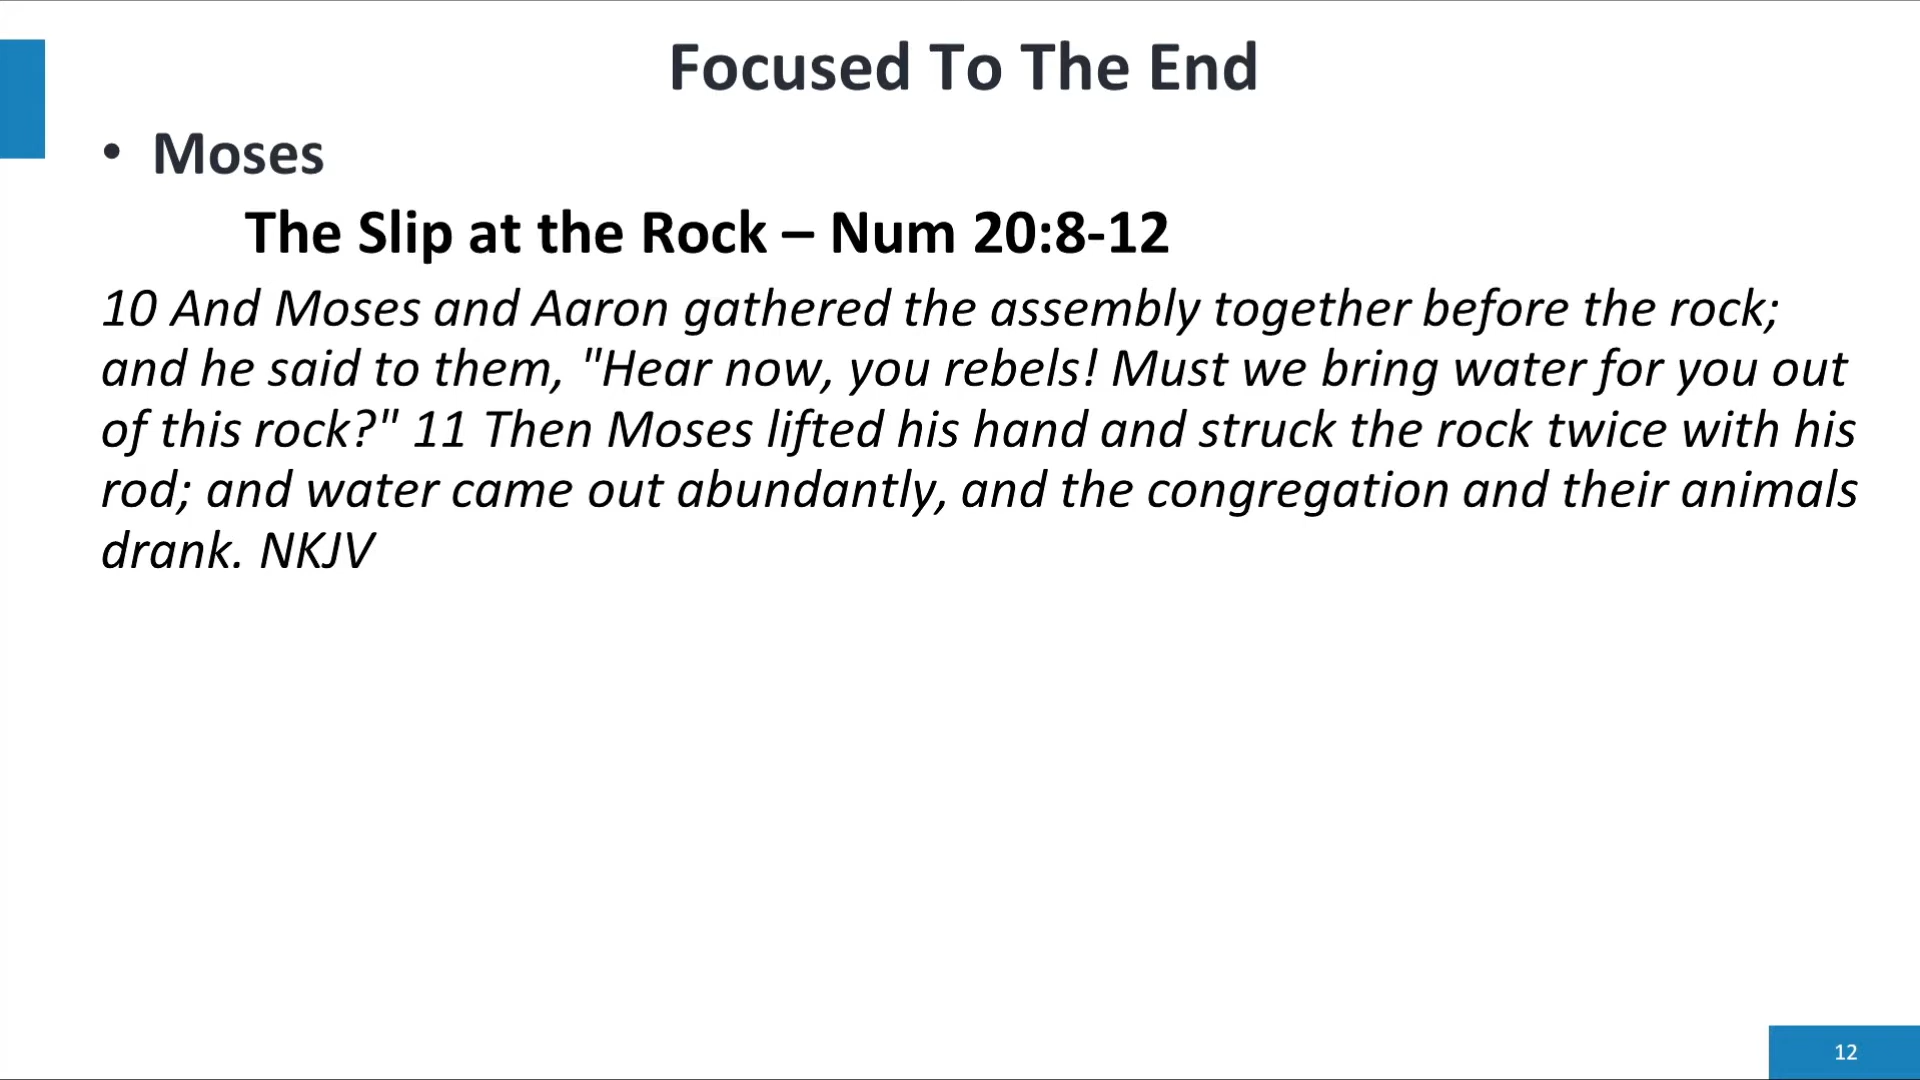 Focused To The End
• Moses
The Slip at the Rock – Num 20:8-12
10 And Moses and Aaron gathered the assembly together before the rock;
and he said to them, "Hear now, you rebels! Must we bring water for you out
of this rock?" 11 Then Moses lifted his hand and struck the rock twice with his
rod; and water came out abundantly, and the congregation and their animals
drank. NKJV
12